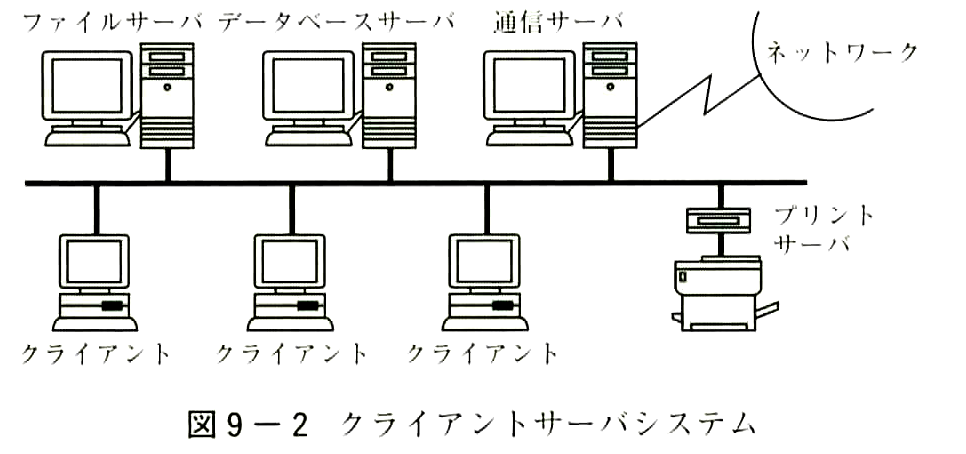 ファイルサーバ データベースサーバ 通信サーバ
ネットワーク
プリント
サーバ
クライアント クライアント クライアント
図9-2 クライアントサーバシステム